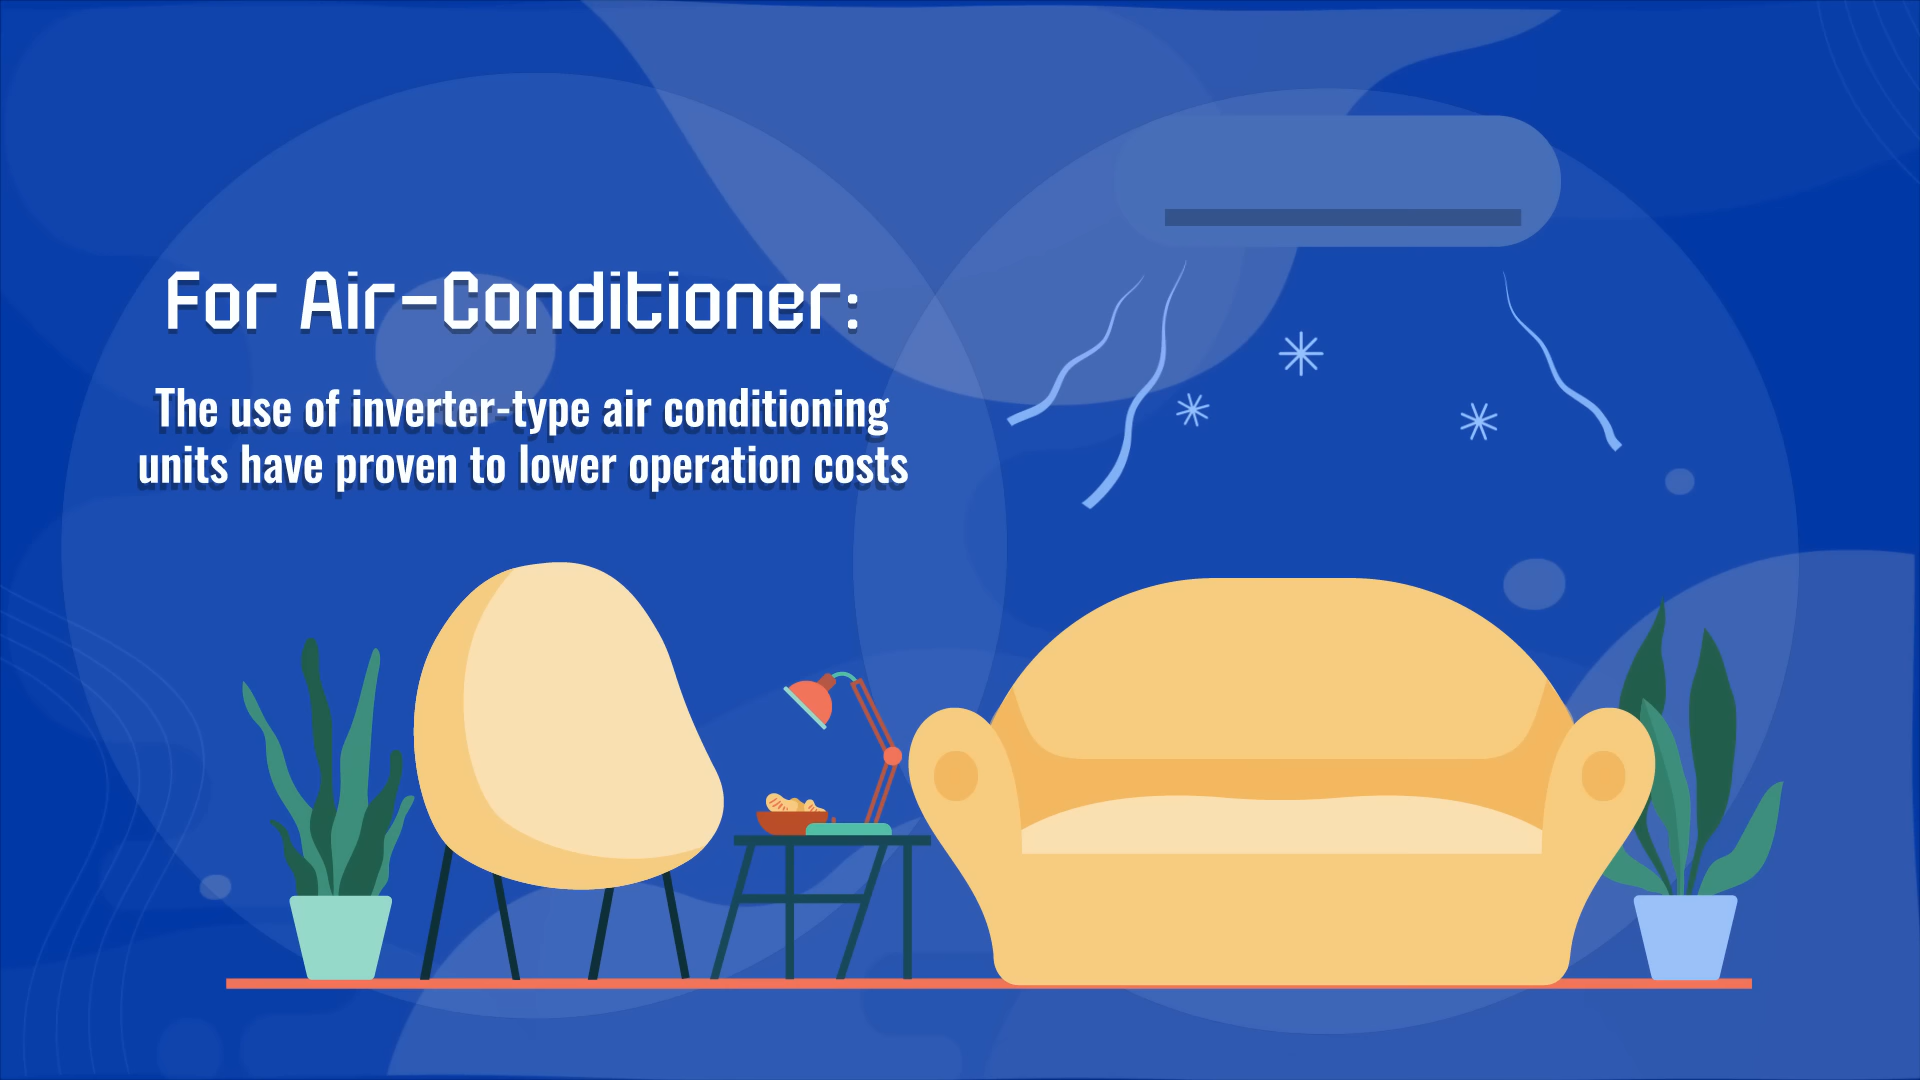 For Air-Conditioner:
The use of inverter-type air conditioning
units have proven to lower operation costs